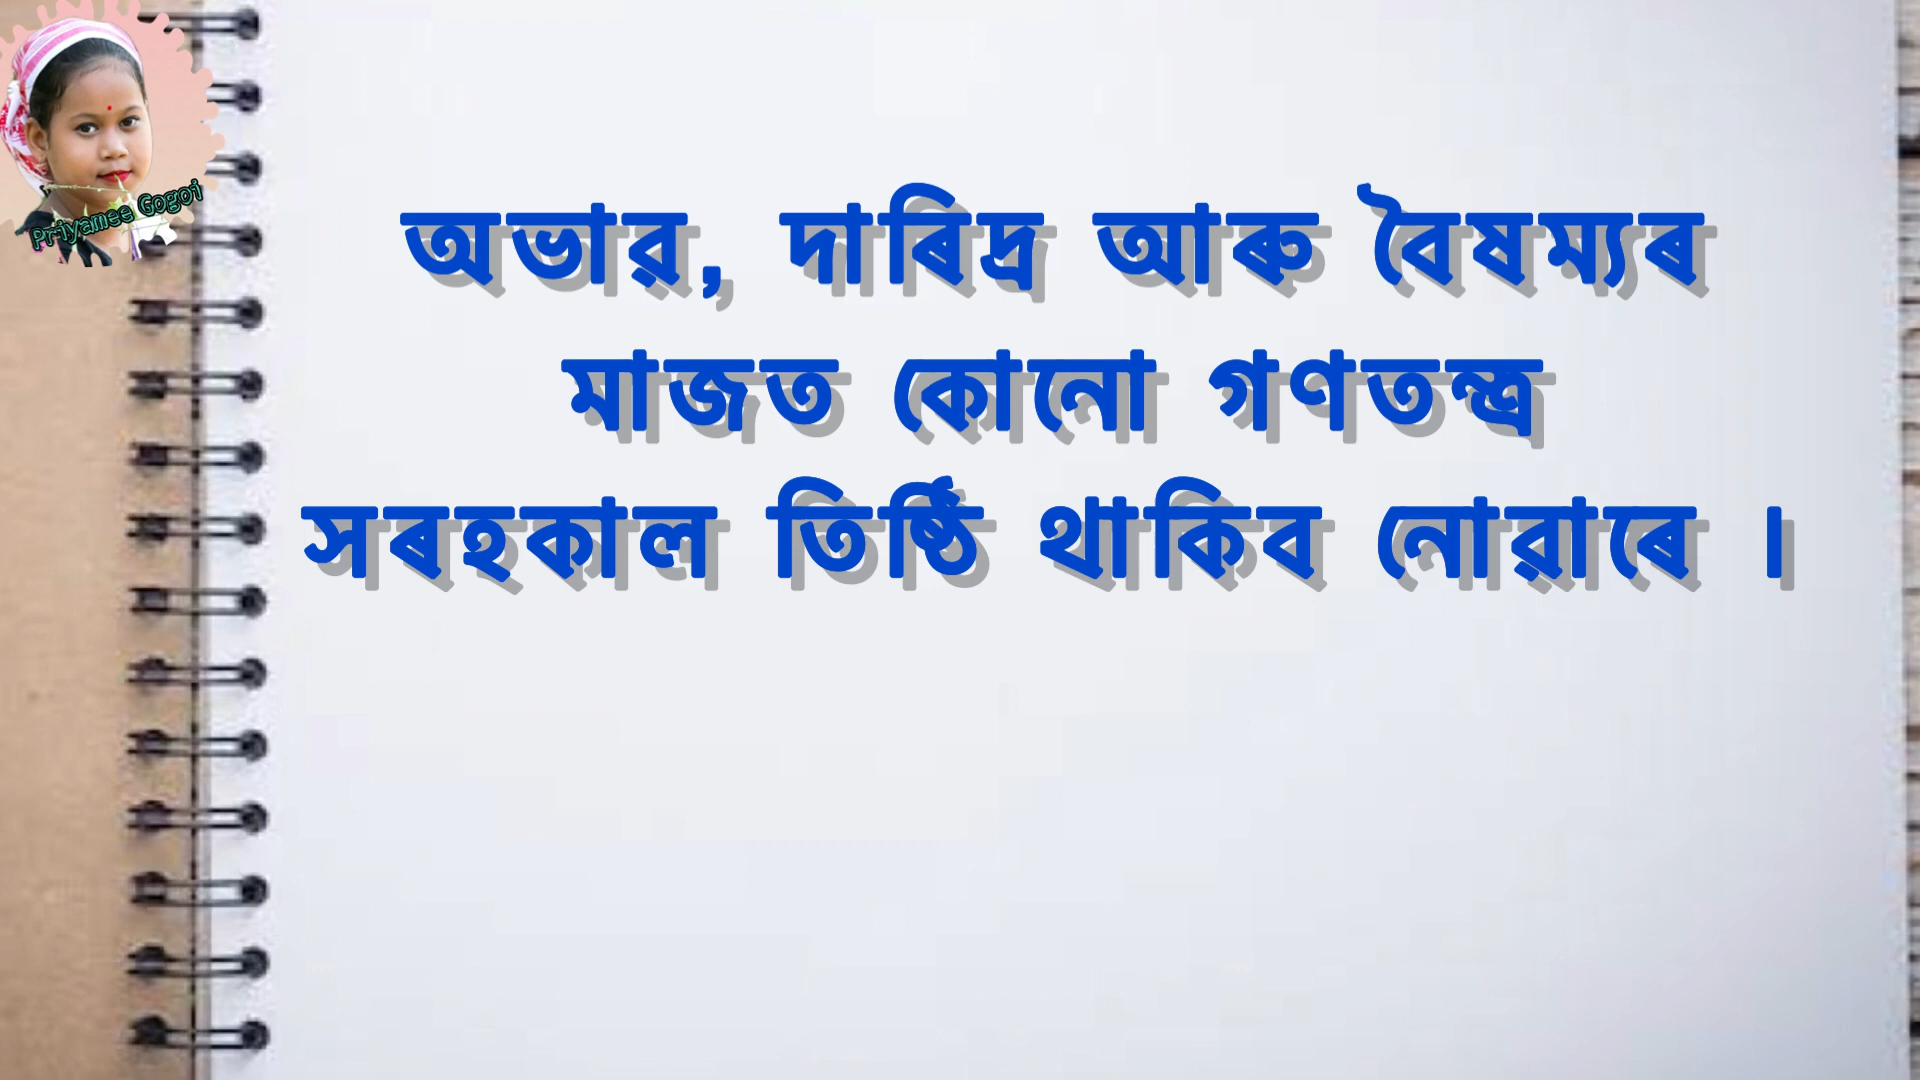 Priyamee Gogoi
অভাৱ, দাৰিদ্ৰ আৰু বৈষম্যৰ
মাজত কোনো গণতন্ত্ৰ
সৰহকাল তিষ্ঠি থাকিব নোৱাৰে ।